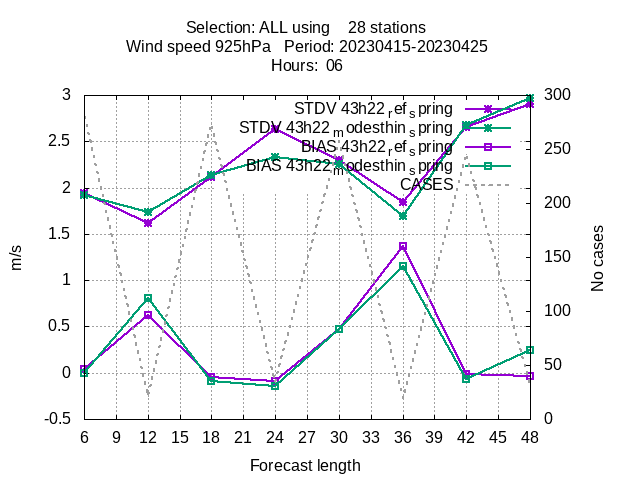 Selection: ALL using 28 stations
Wind speed 925hPa Period: 20230415-20230425
Hours: 06
STDV 43h22_ref_spring
STDV 43h22_modesthin_spring
BIAS 43h22_ref_spring
BIAS 43h22_modesthin_spring
CASES
3
2.5
2
1.5
1
0.5
0
-0.5
m/s
300
250
200
150
100
50
0
No cases
6 9 12 15 18 21 24 27 30 33 36 39 42 45 48
Forecast length